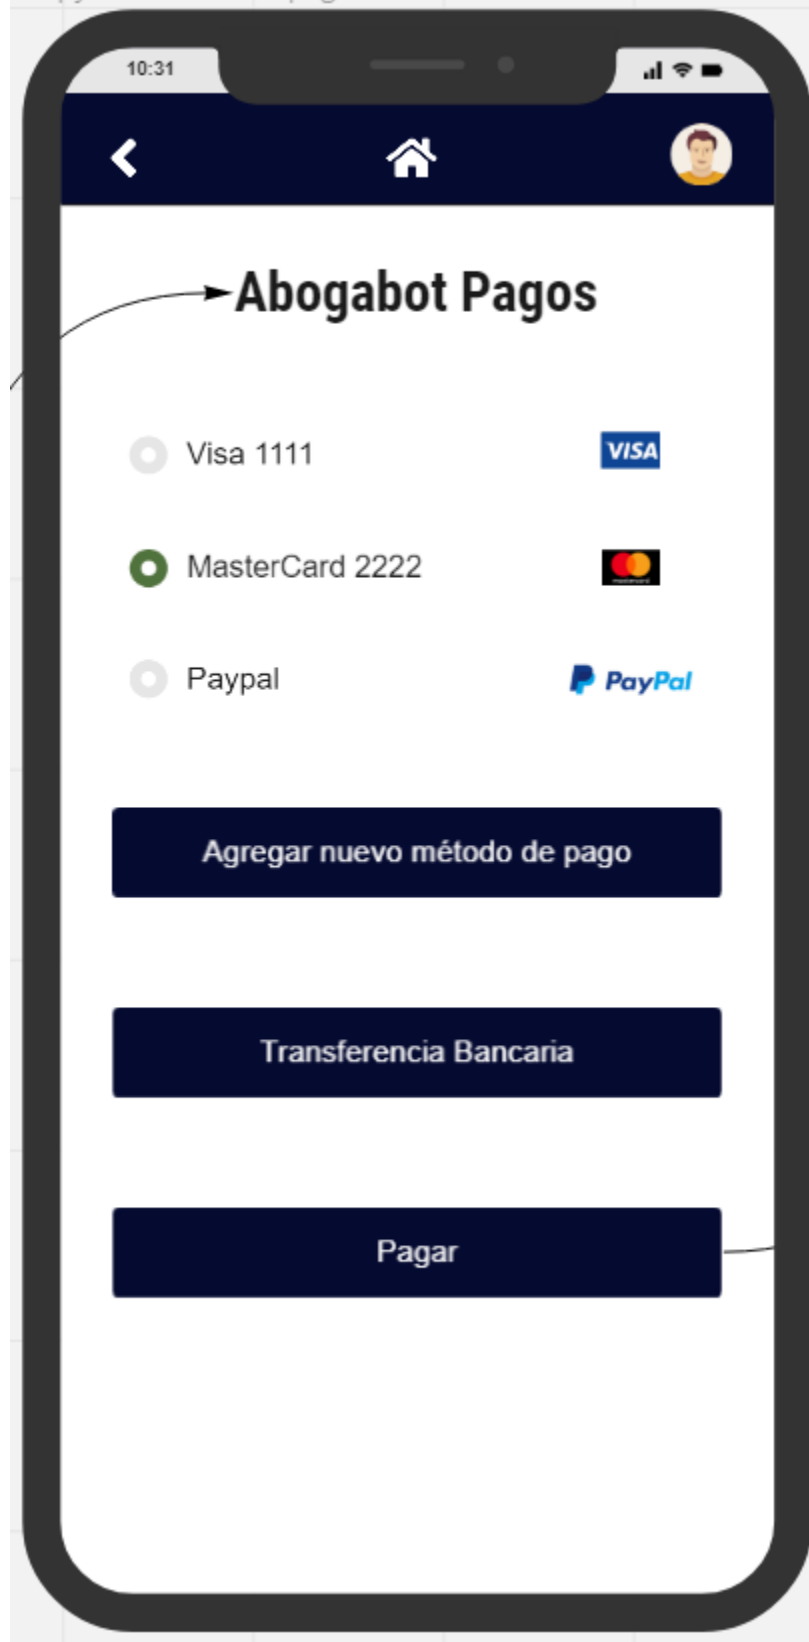 10:31
Abogabot Pagos
Visa 1111
VISA
MasterCard 2222
mastercard
Paypal
PayPal
Agregar nuevo método de pago
Transferencia Bancaria
Pagar